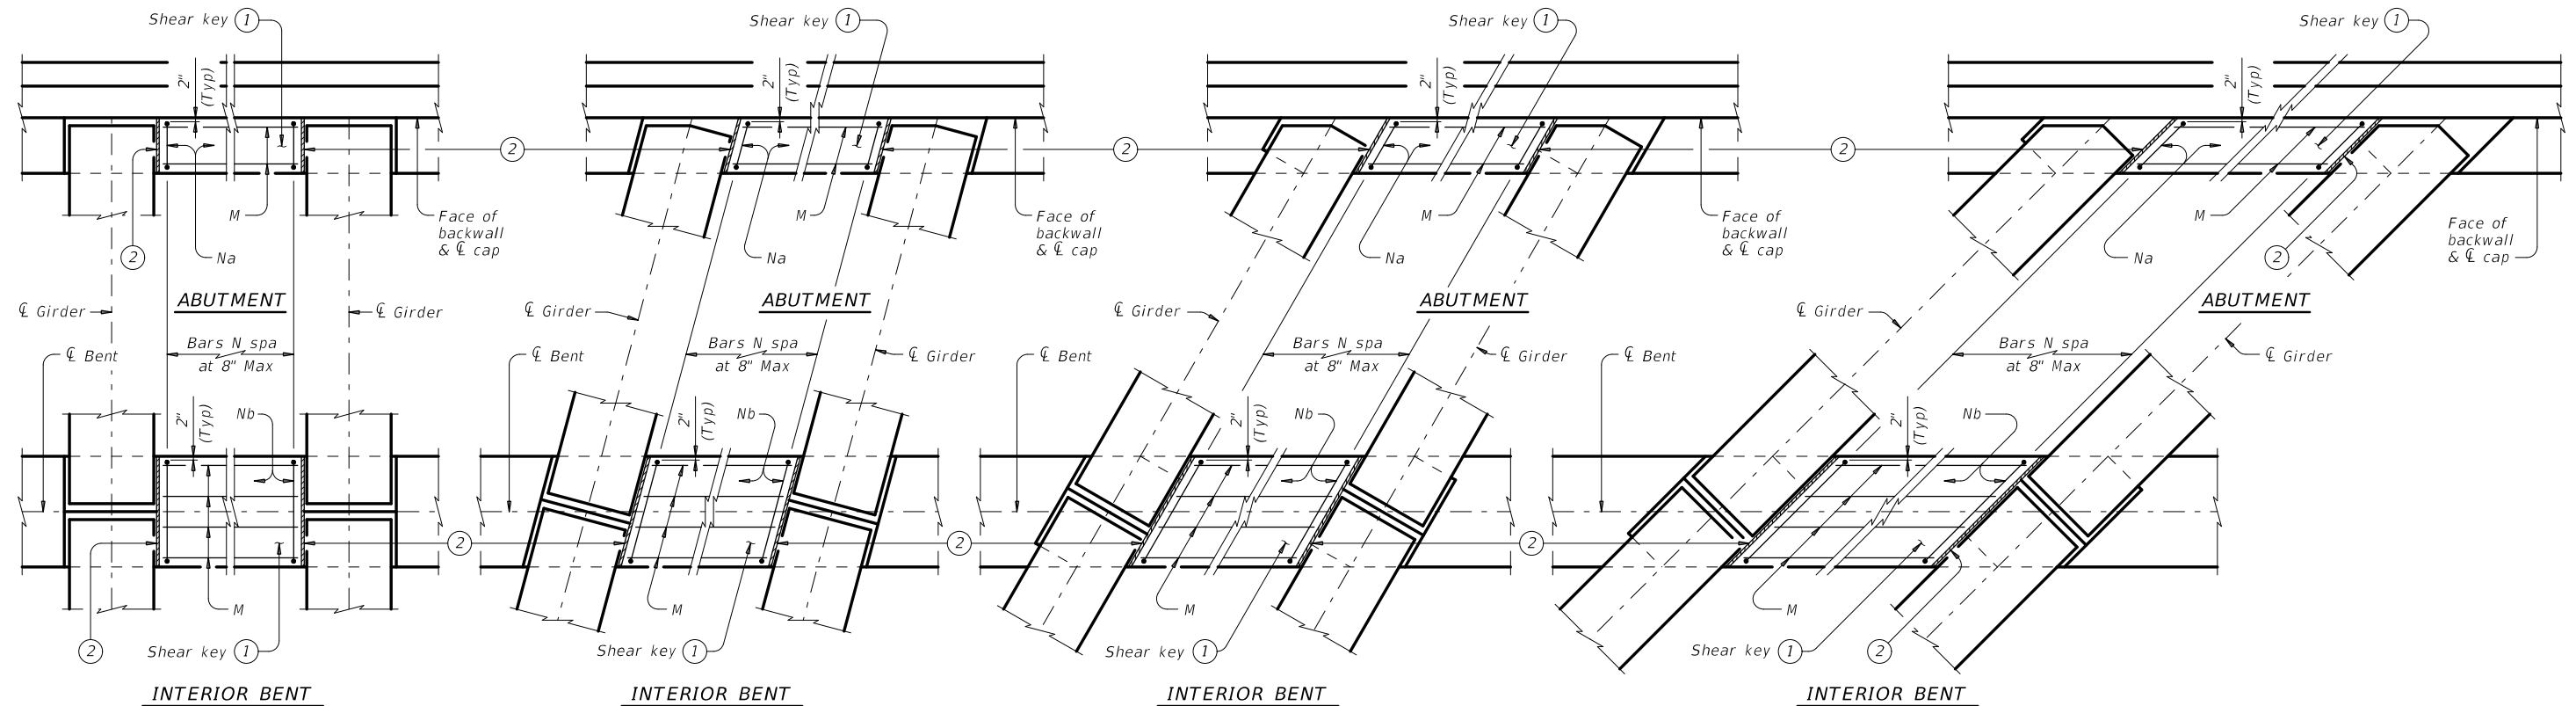 Shear key 1
2"
(Typ)
2
M
Na
2
Face of
backwall
& ℄ cap
ABUTMENT
℄ Girder
℄ Girder
Bars N spa
at 8" Max
℄ Bent
2"
(Typ)
Nb
2
M
2
Shear key 1
INTERIOR BENT
Shear key 1
2"
(Typ)
2
M
Na
Face of
backwall
& ℄ cap
ABUTMENT
℄ Girder
℄ Girder
Bars N spa
at 8" Max
℄ Bent
2"
(Typ)
Nb
2
M
Shear key 1
INTERIOR BENT
Shear key 1
2"
(Typ)
2
M
Na
Face of
backwall
& ℄ cap
ABUTMENT
℄ Girder
℄ Girder
Bars N spa
at 8" Max
℄ Bent
2"
(Typ)
Nb
2
M
Shear key 1
INTERIOR BENT
Shear key 1
2"
(Typ)
M
Na
2
Face of
backwall
& ℄ cap
ABUTMENT
℄ Girder
℄ Girder
Bars N spa
at 8" Max
℄ Bent
2"
(Typ)
Nb
M
Shear key 1
2
INTERIOR BENT